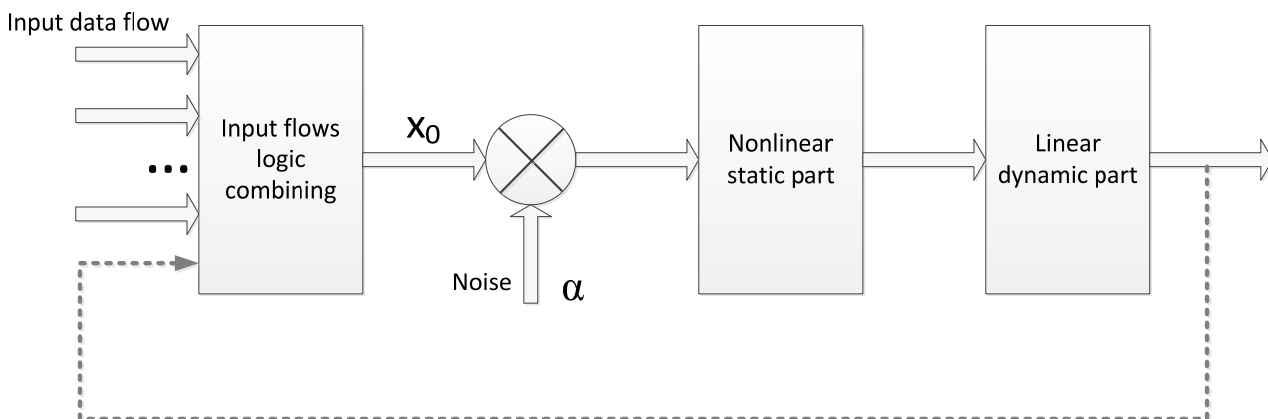 Input data flow
Input flows
logic
combining
...
x₀
Noise
α
Nonlinear
static part
Linear
dynamic part